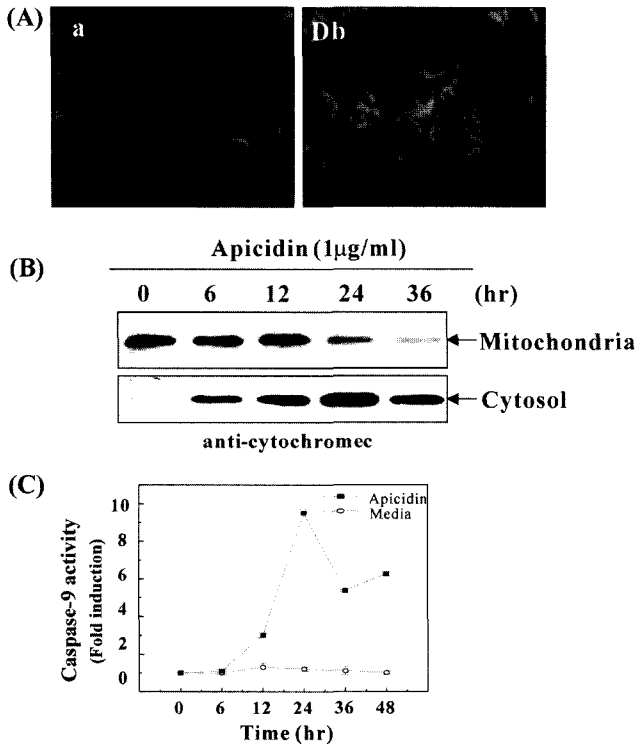 (A)
a
Db
Apicidin (1μg/ml)
(B)
0 6 12 24 36 (hr)
Mitochondria
Cytosol
anti-cytochromec
(C)
Apicidin
Media
Caspase-9 activity
(Fold induction)
10
8
6
4
2
0
0 6 12 24 36 48
Time (hr)